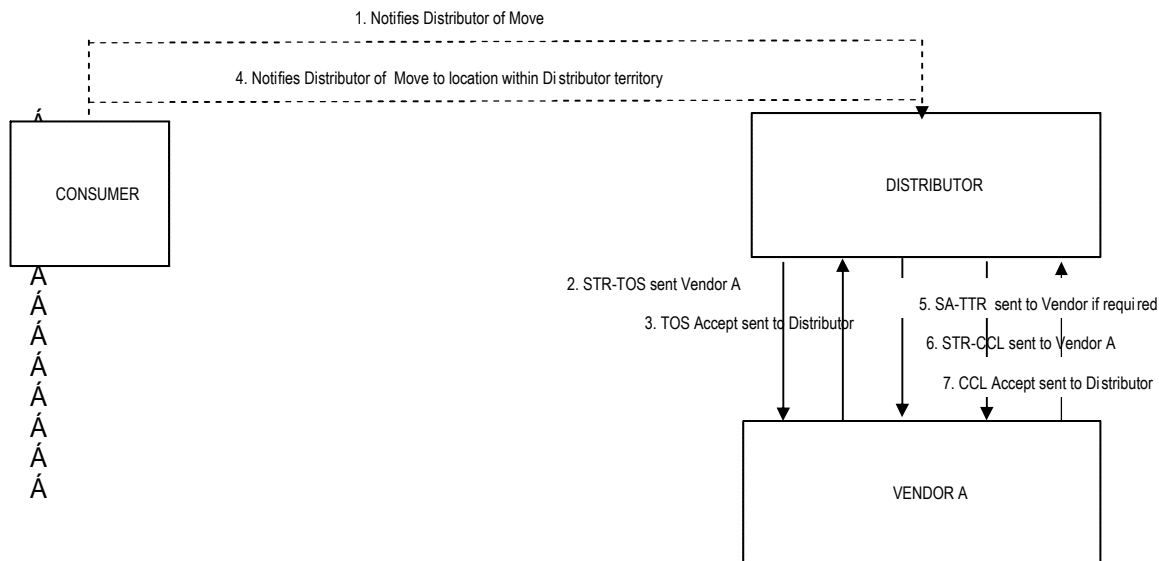 1. Notifies Distributor of Move
4. Notifies Distributor of Move to location within Distributor territory
Á
CONSUMER
DISTRIBUTOR
Á
Á
Á
Á
Á
Á
Á
Á
2. STR-TOS sent Vendor A
3. TOS Accept sent to Distributor
5. SA-TTR sent to Vendor if required
6. STR-CCL sent to Vendor A
7. CCL Accept sent to Distributor
VENDOR A